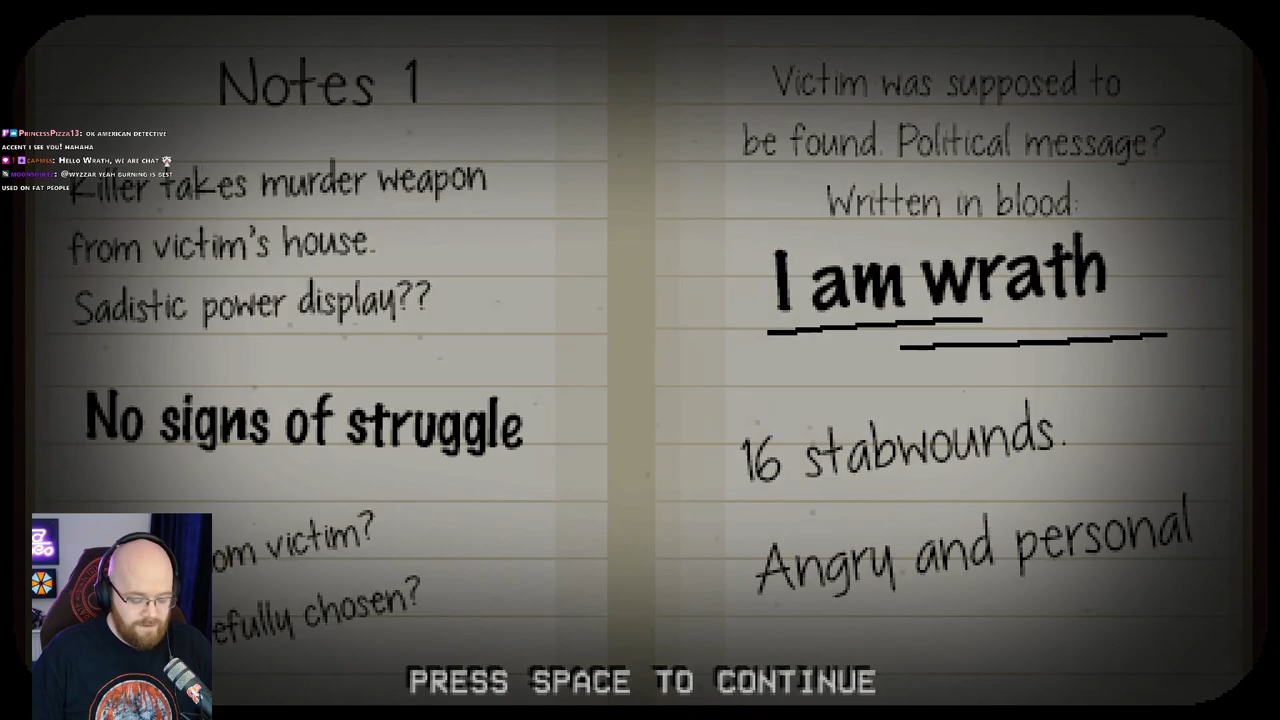 Notes 1
PrincessPizza13: ok american detective
accent i see you! hahaha
Hello Wrath, we are chat
@wyzzar yeah burning is best
used on fat people
Killer takes murder weapon
from victim's house.
Sadistic power display??
No signs of struggle
om victim?
efully chosen?
Victim was supposed to
be found. Political message?
Written in blood:
I am wrath
16 stabwounds.
Angry and personal
PRESS SPACE TO CONTINUE